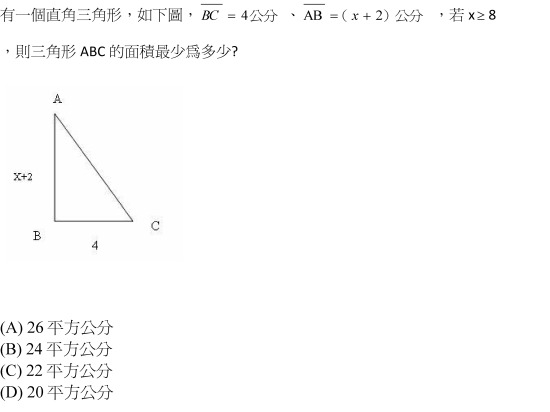 有一個直角三角形，如下圖，BC = 4公分 、 AB =( x + 2) 公分 ，若 x≥ 8
，則三角形 ABC 的面積最少為多少?
A
X+2
B
C
4
(A) 26 平方公分
(B) 24 平方公分
(C) 22 平方公分
(D) 20 平方公分